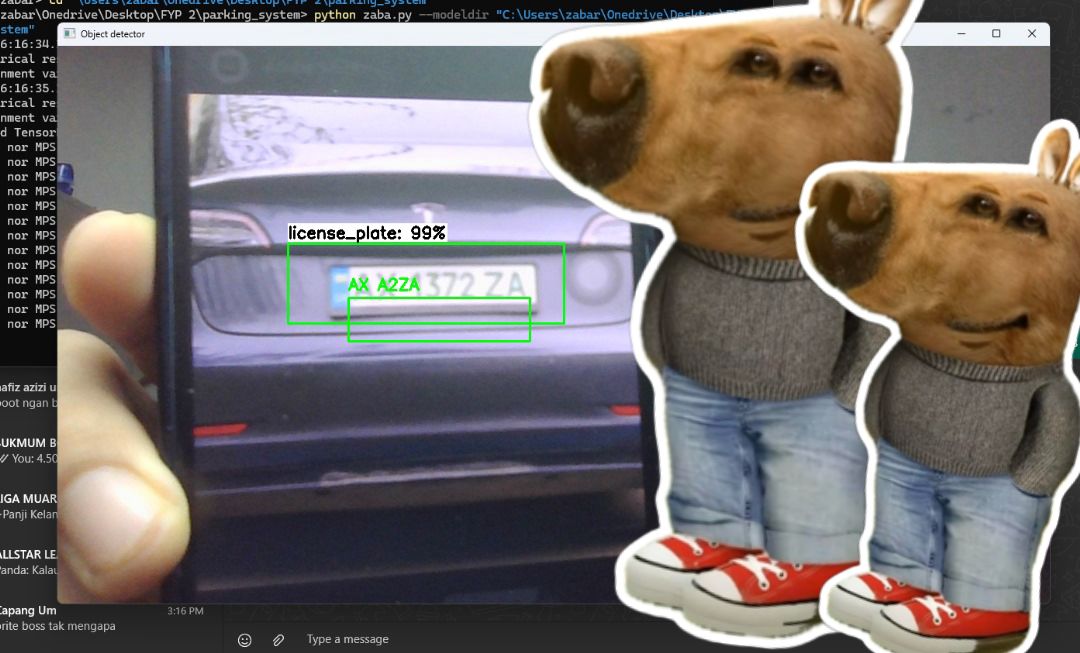 zabar> cd "\Users\zabar\Onedrive\Desktop\FYP 2\parking_system"
zabar\Onedrive\Desktop\FYP 2\parking_system> python zaba.py --modeldir "C:\Users\zabar\Onedrive\Desktop\
stem"
Object detector
6:16:34.
rical re
nment va
6:16:35.
rical re
nment va
d Tensor
nor MPS
nor MPS
nor MPS
nor MPS
nor MPS
nor MPS
nor MPS
nor MPS
nor MPS
nor MPS
nor MPS
nor MPS
nor MPS
license_plate: 99%
AX A2ZA
AX 4372 ZA
afiz azizi u
oot ngan b
UKMUM B
You: 4.50
IGA MUAR
Panji Kelan
ALLSTAR LE
Panda: Kalau
Capang Um
3:16 PM
orite boss tak mengapa
Type a message